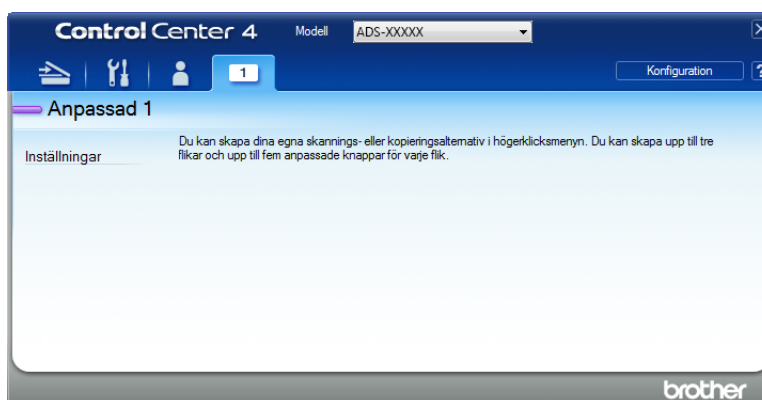 Control Center 4 Modell ADS-XXXXX
1 Konfiguration ?
Anpassad 1
Du kan skapa dina egna skannings- eller kopieringsalternativ i högerklicksmenyn. Du kan skapa upp till tre
Inställningar flikar och upp till fem anpassade knappar för varje flik.
brother